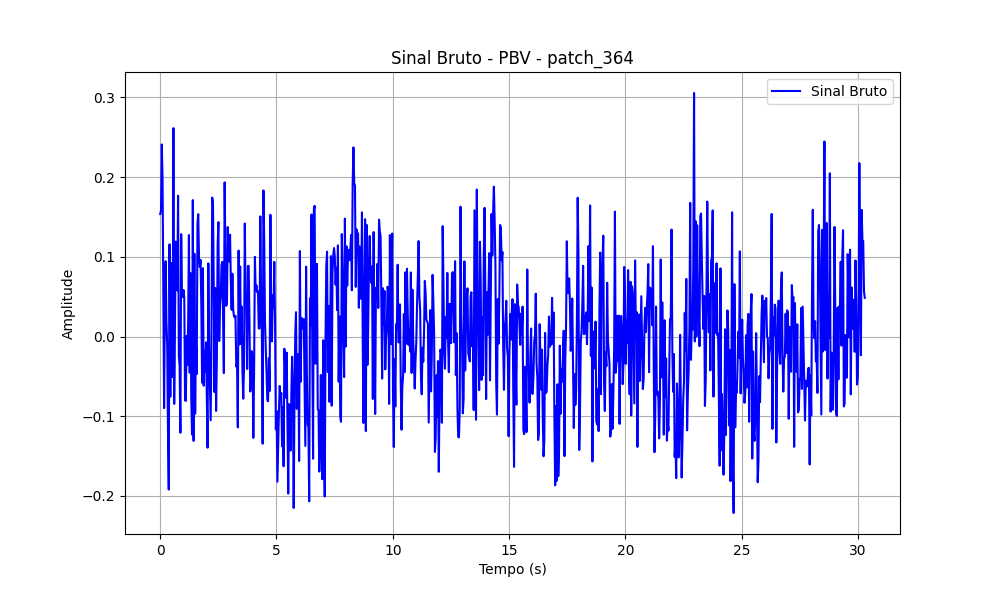 Sinal Bruto - PBV - patch_364
Sinal Bruto
Amplitude
0.3
0.2
0.1
0.0
−0.1
−0.2
0 5 10 15 20 25 30
Tempo (s)